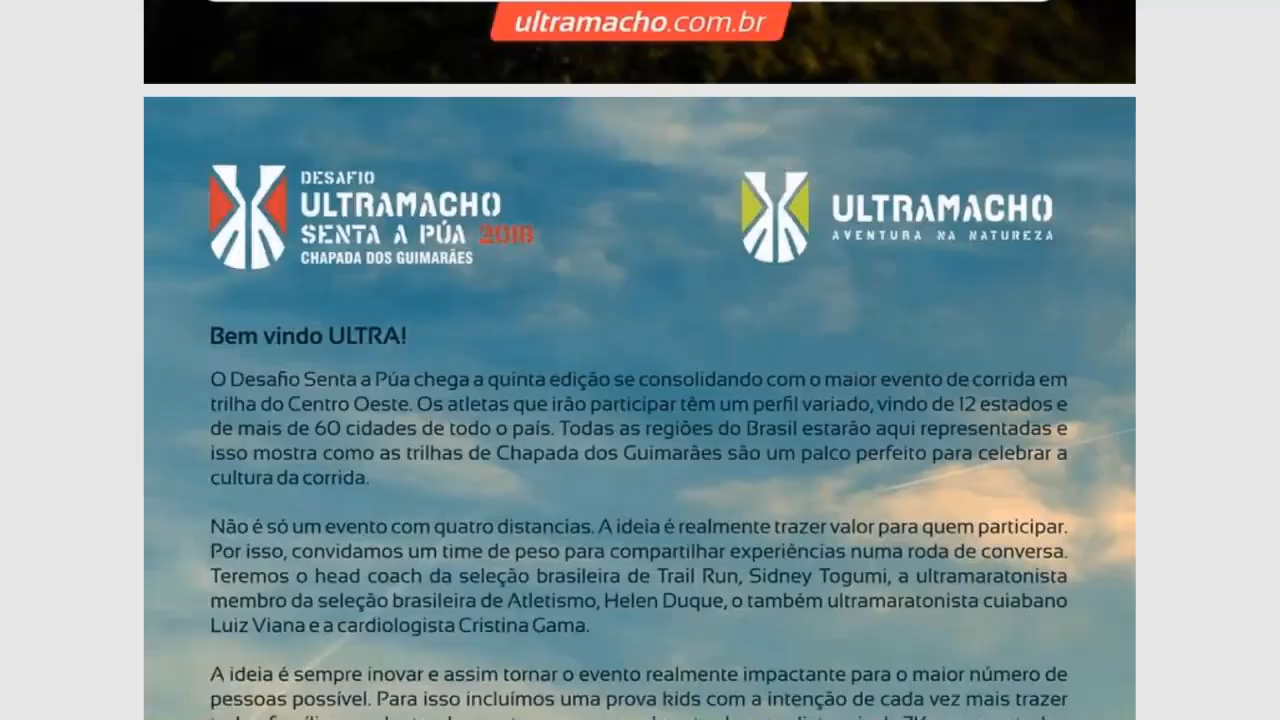 ultramacho.com.br
DESAFIO
ULTRAMACHO
SENTA A PÚA 2018
CHAPADA DOS GUIMARÃES
ULTRAMACHO
AVENTURA NA NATUREZA
Bem vindo ULTRA!
O Desafio Senta a Púa chega a quinta edição se consolidando com o maior evento de corrida em
trilha do Centro Oeste. Os atletas que irão participar têm um perfil variado, vindo de 12 estados e
de mais de 60 cidades de todo o país. Todas as regiões do Brasil estarão aqui representadas e
isso mostra como as trilhas de Chapada dos Guimarães são um palco perfeito para celebrar a
cultura da corrida.
Não é só um evento com quatro distancias. A ideia é realmente trazer valor para quem participar.
Por isso, convidamos um time de peso para compartilhar experiências numa roda de conversa.
Teremos o head coach da seleção brasileira de Trail Run, Sidney Togumi, a ultramaratonista
membro da seleção brasileira de Atletismo, Helen Duque, o também ultramaratonista cuiabano
Luiz Viana e a cardiologista Cristina Gama.
A ideia é sempre inovar e assim tornar o evento realmente impactante para o maior número de
pessoas possível. Para isso incluímos uma prova kids com a intenção de cada vez mais trazer